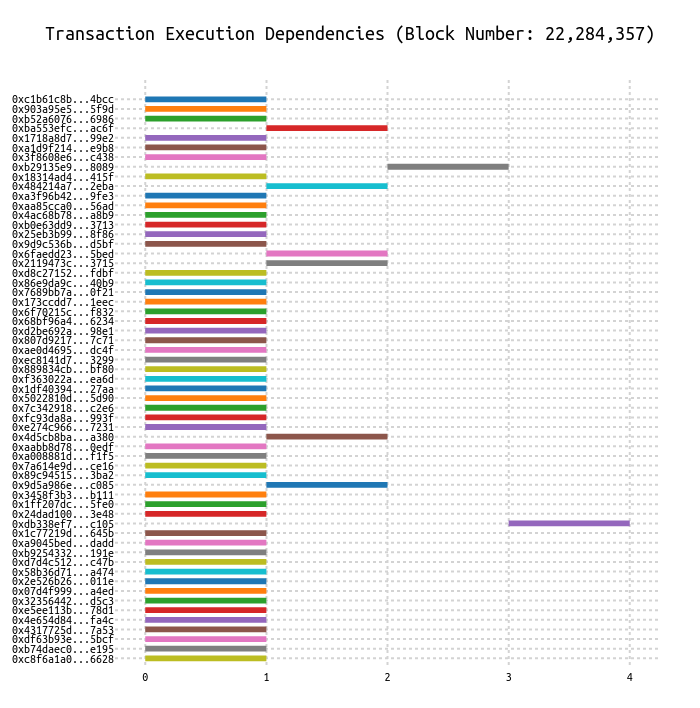 Transaction Execution Dependencies (Block Number: 22,284,357)
0xc1b61c8b...4bcc
0x903a95e5...5f9d
0xb52a6076...6986
0xba553efc...ac6f
0x1718a8d7...99e2
0xa1d9f214...e9b8
0x3f8608e6...c438
0xb29135e9...8089
0x18314ad4...415f
0x484214a7...2eba
0xa3f96b42...9fe3
0xaa85cca0...56ad
0x4ac68b78...a8b9
0xb0e63dd9...3713
0x25eb3b99...8f86
0x9d9c536b...d5bf
0x6faedd23...5bed
0x2119473c...3715
0xd8c27152...fdbf
0x86e9da9c...40b9
0x7689bb7a...0f21
0x173ccdd7...1eec
0x6f70215c...f832
0x68bf96a4...6234
0xd2be692a...98e1
0x807d9217...7c71
0xae0d4695...dc4f
0xec8141d7...3299
0x889834cb...bf80
0xf363022a...ea6d
0x1df40394...27aa
0x5022810d...5d90
0x7c342918...c2e6
0xfc93da8a...993f
0xe274c966...7231
0x4d5cb8ba...a380
0xaabb8d78...0edf
0xa008881d...f1f5
0x7a614e9d...ce16
0x89c94515...3ba2
0x9d5a986e...c085
0x3458f3b3...b111
0x1ff207dc...5fe0
0x24dad100...3e48
0xdb338ef7...c105
0x1c77219d...645b
0xa9045bed...dadd
0xb9254332...191e
0xd7d4c512...c47b
0x58b36d71...a474
0x2e526b26...011e
0x07d4f999...a4ed
0x32356442...d5c3
0xe5ee113b...78d1
0x4e654d84...fa4c
0x4317725d...7a53
0xdf63b93e...5bcf
0xb74daec0...e195
0xc8f6a1a0...6628
0 1 2 3 4